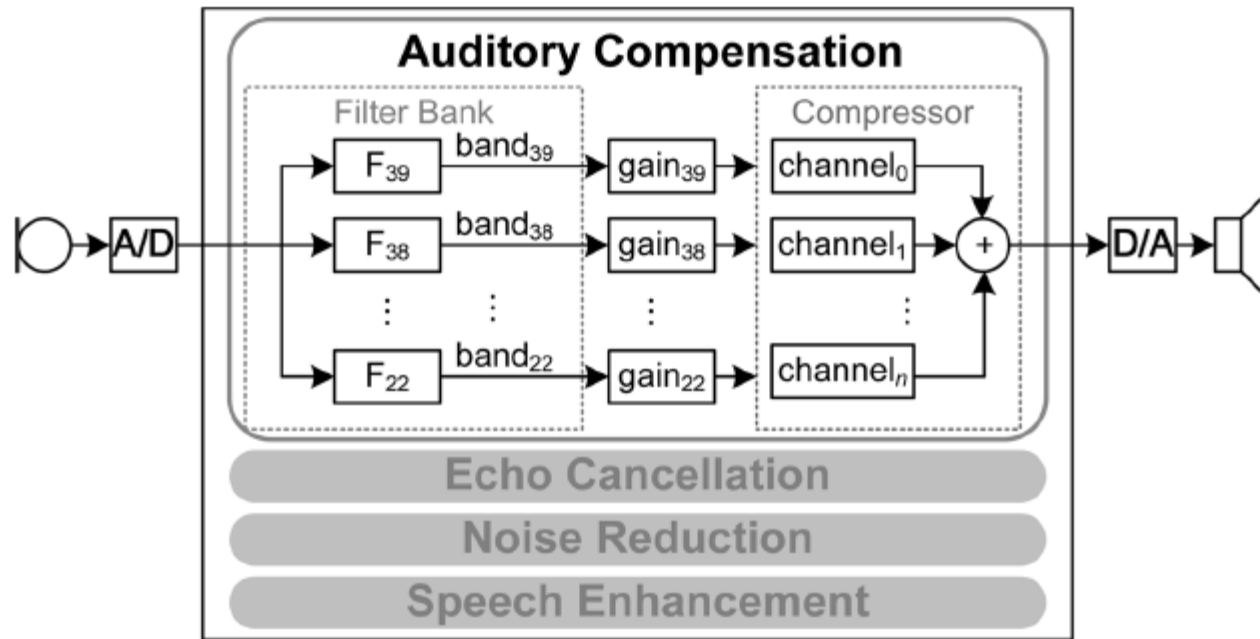 Auditory Compensation
Filter Bank
Compressor
F₃₉
band₃₉
gain₃₉
channel₀
A/D
F₃₈
band₃₈
gain₃₈
channel₁
+
D/A
⋮ ⋮ ⋮ ⋮
F₂₂
band₂₂
gain₂₂
channelₙ
Echo Cancellation
Noise Reduction
Speech Enhancement